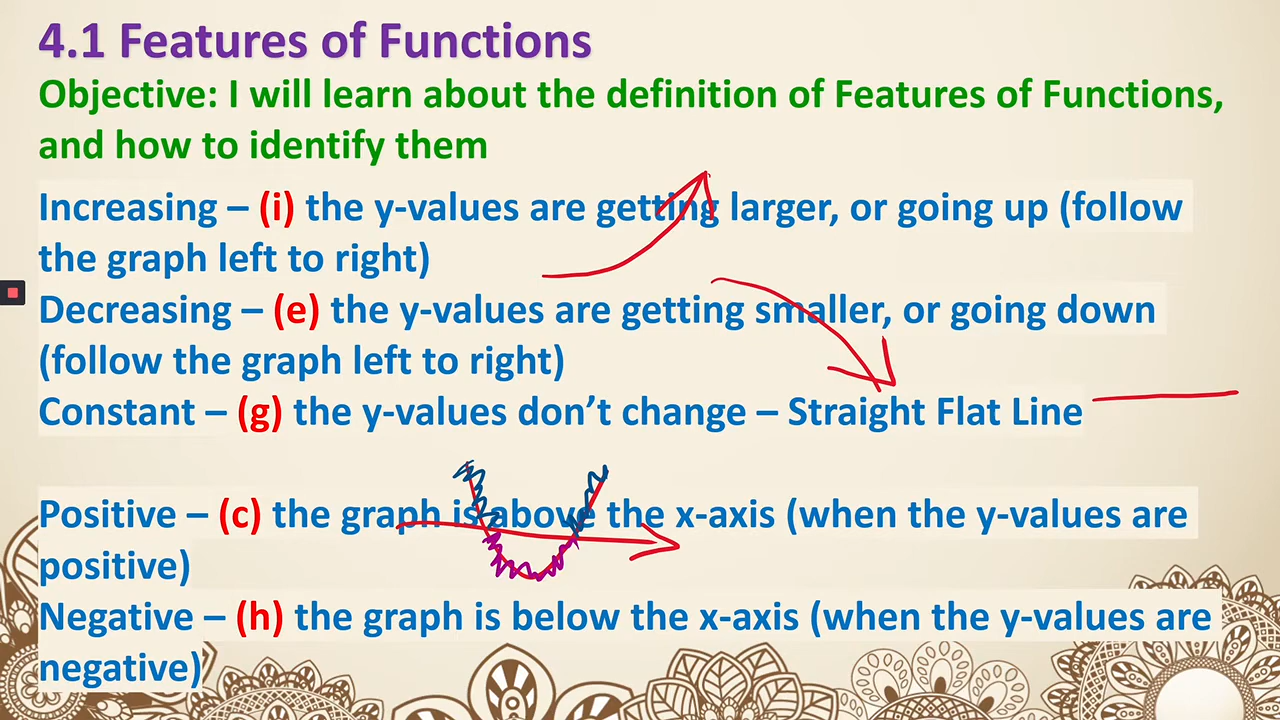 4.1 Features of Functions
Objective: I will learn about the definition of Features of Functions,
and how to identify them
Increasing – (i) the y-values are getting larger, or going up (follow
the graph left to right)
Decreasing – (e) the y-values are getting smaller, or going down
(follow the graph left to right)
Constant – (g) the y-values don’t change – Straight Flat Line
Positive – (c) the graph is above the x-axis (when the y-values are
positive)
Negative – (h) the graph is below the x-axis (when the y-values are
negative)